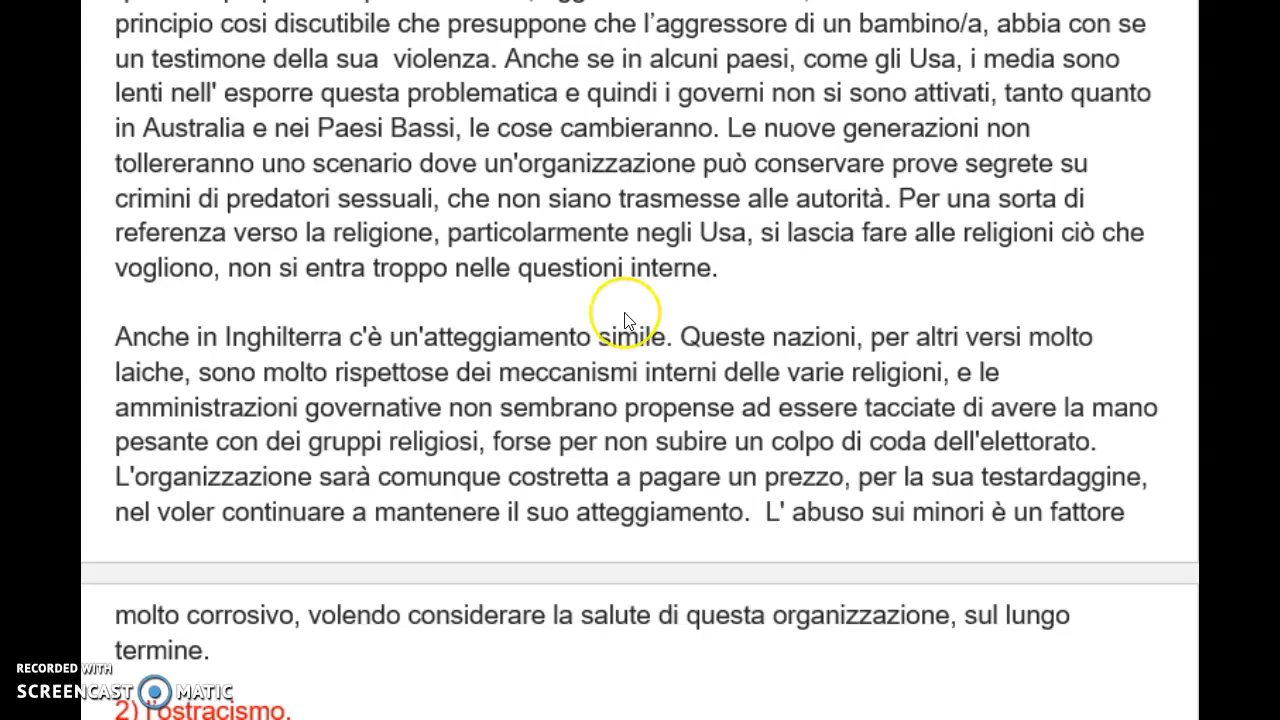 principio cosi discutibile che presuppone che l’aggressore di un bambino/a, abbia con se
un testimone della sua  violenza. Anche se in alcuni paesi, come gli Usa, i media sono
lenti nell' esporre questa problematica e quindi i governi non si sono attivati, tanto quanto
in Australia e nei Paesi Bassi, le cose cambieranno. Le nuove generazioni non
tollereranno uno scenario dove un'organizzazione può conservare prove segrete su
crimini di predatori sessuali, che non siano trasmesse alle autorità. Per una sorta di
referenza verso la religione, particolarmente negli Usa, si lascia fare alle religioni ciò che
vogliono, non si entra troppo nelle questioni interne.
Anche in Inghilterra c'è un'atteggiamento simile. Queste nazioni, per altri versi molto
laiche, sono molto rispettose dei meccanismi interni delle varie religioni, e le
amministrazioni governative non sembrano propense ad essere tacciate di avere la mano
pesante con dei gruppi religiosi, forse per non subire un colpo di coda dell'elettorato.
L'organizzazione sarà comunque costretta a pagare un prezzo, per la sua testardaggine,
nel voler continuare a mantenere il suo atteggiamento.  L' abuso sui minori è un fattore
molto corrosivo, volendo considerare la salute di questa organizzazione, sul lungo
termine.
RECORDED WITH
SCREENCAST MATIC
2) l'ostracismo.